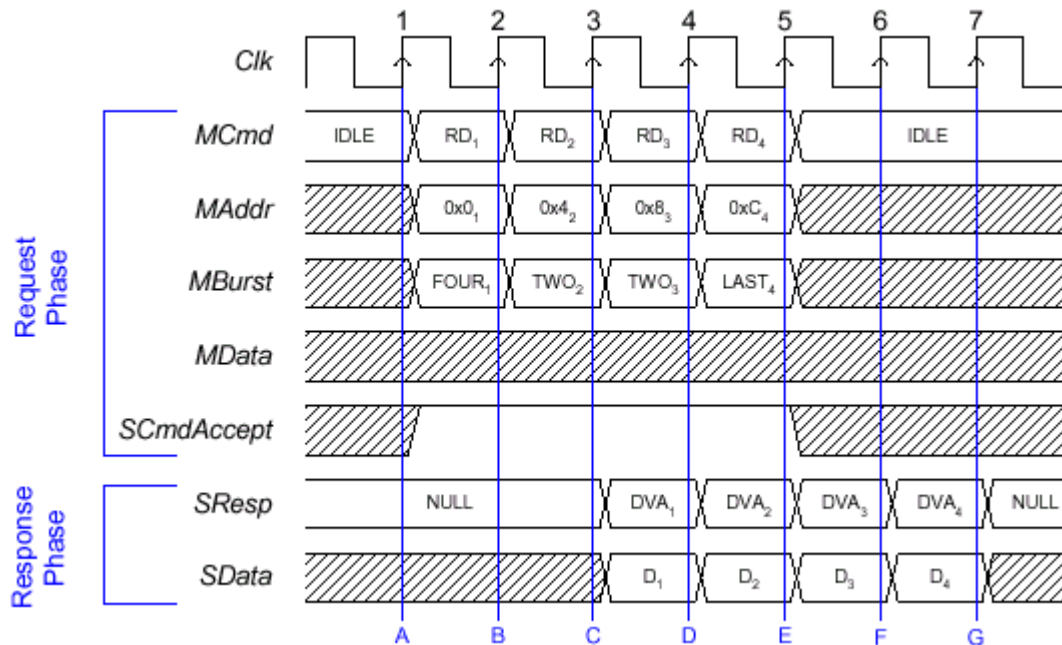 1 2 3 4 5 6 7
Clk
Request Phase
MCmd IDLE RD₁ RD₂ RD₃ RD₄ IDLE
MAddr 0x0₁ 0x4₂ 0x8₃ 0xC₄
MBurst FOUR₁ TWO₂ TWO₃ LAST₄
MData
SCmdAccept
Response Phase
SResp NULL DVA₁ DVA₂ DVA₃ DVA₄ NULL
SData D₁ D₂ D₃ D₄
A B C D E F G